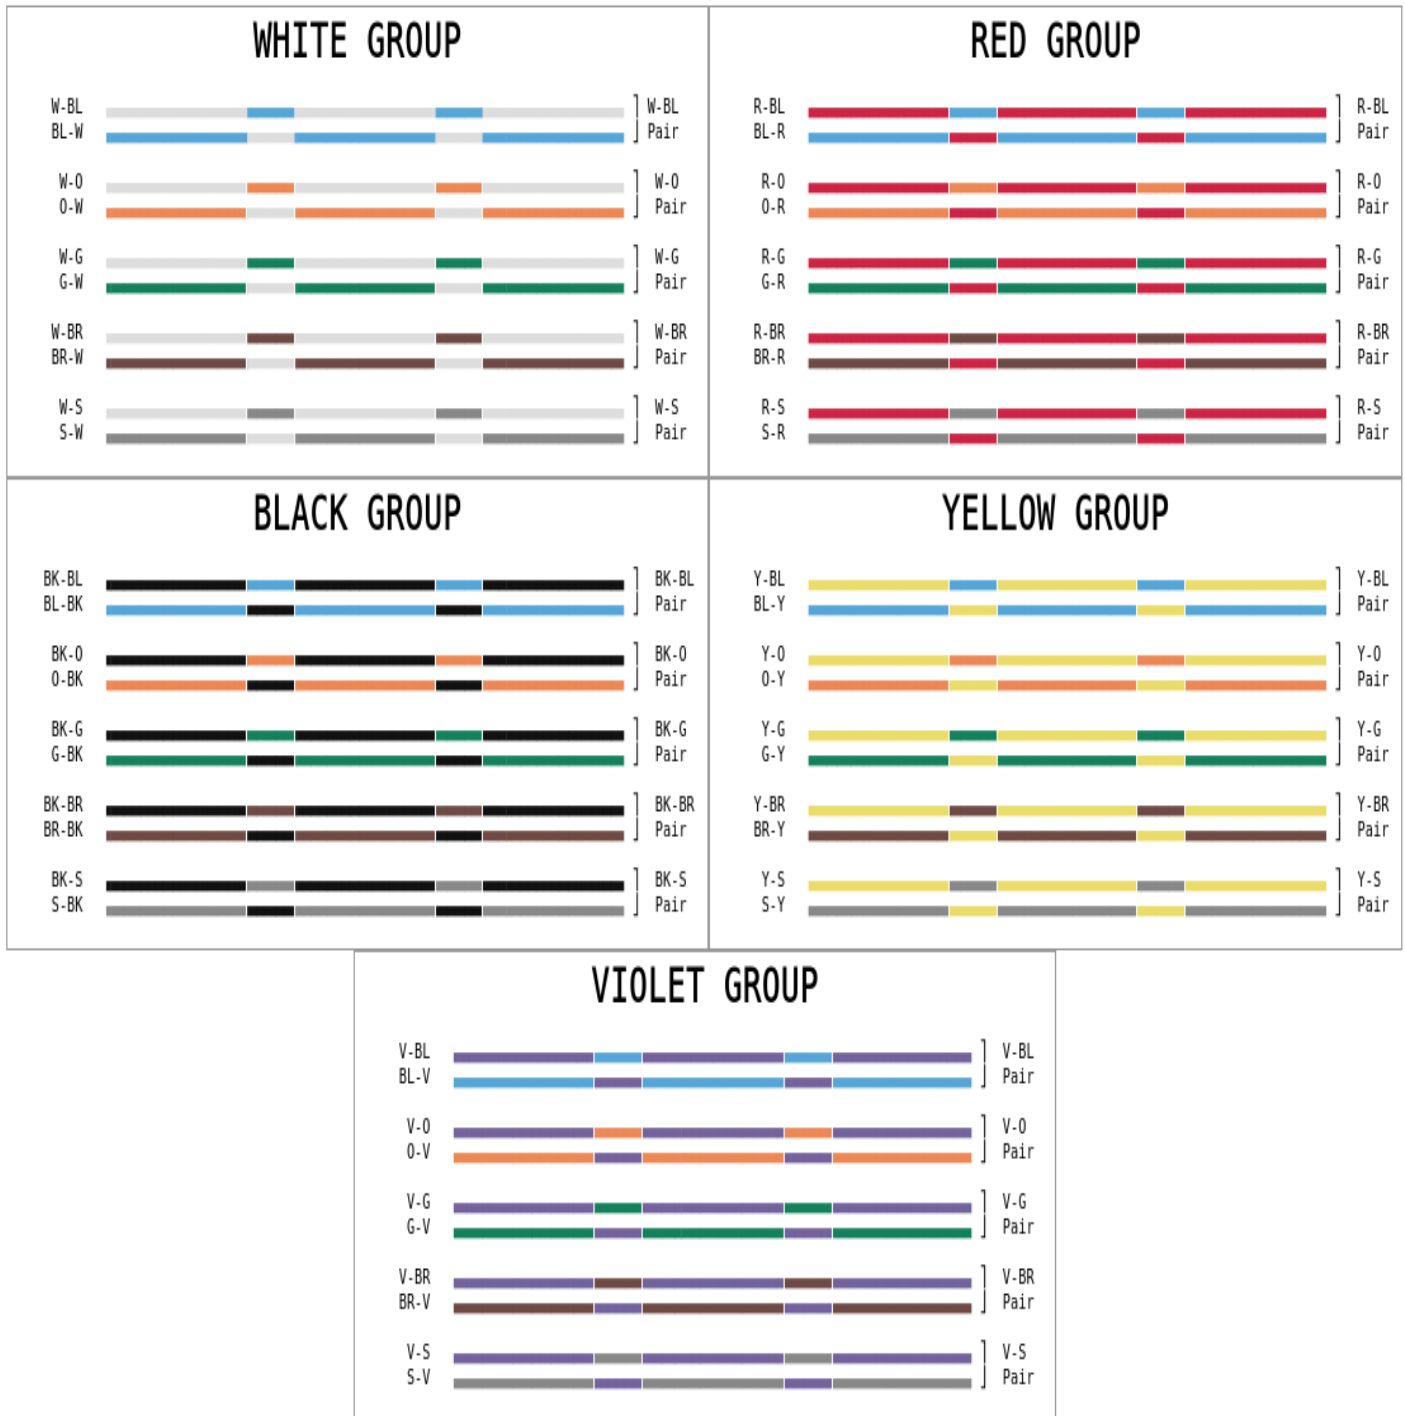 WHITE GROUP
W-BL
BL-W
W-BL
Pair
W-O
O-W
W-O
Pair
W-G
G-W
W-G
Pair
W-BR
BR-W
W-BR
Pair
W-S
S-W
W-S
Pair
RED GROUP
R-BL
BL-R
R-BL
Pair
R-O
O-R
R-O
Pair
R-G
G-R
R-G
Pair
R-BR
BR-R
R-BR
Pair
R-S
S-R
R-S
Pair
BLACK GROUP
BK-BL
BL-BK
BK-BL
Pair
BK-O
O-BK
BK-O
Pair
BK-G
G-BK
BK-G
Pair
BK-BR
BR-BK
BK-BR
Pair
BK-S
S-BK
BK-S
Pair
YELLOW GROUP
Y-BL
BL-Y
Y-BL
Pair
Y-O
O-Y
Y-O
Pair
Y-G
G-Y
Y-G
Pair
Y-BR
BR-Y
Y-BR
Pair
Y-S
S-Y
Y-S
Pair
VIOLET GROUP
V-BL
BL-V
V-BL
Pair
V-O
O-V
V-O
Pair
V-G
G-V
V-G
Pair
V-BR
BR-V
V-BR
Pair
V-S
S-V
V-S
Pair